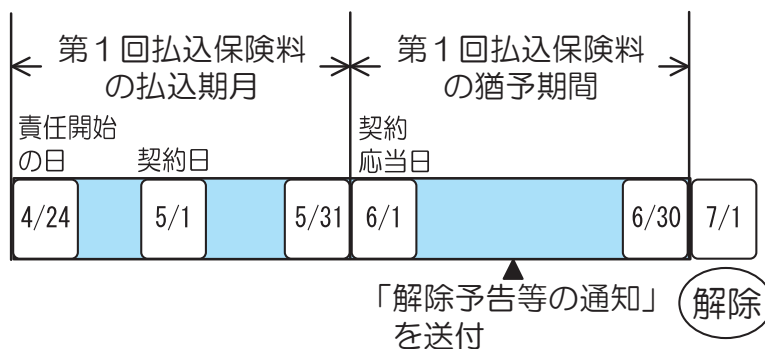 第1回払込保険料
の払込期月
第1回払込保険料
の猶予期間
責任開始
の日
契約日
契約
応当日
4/24
5/1
5/31
6/1
6/30
7/1
「解除予告等の通知」
を送付
解除